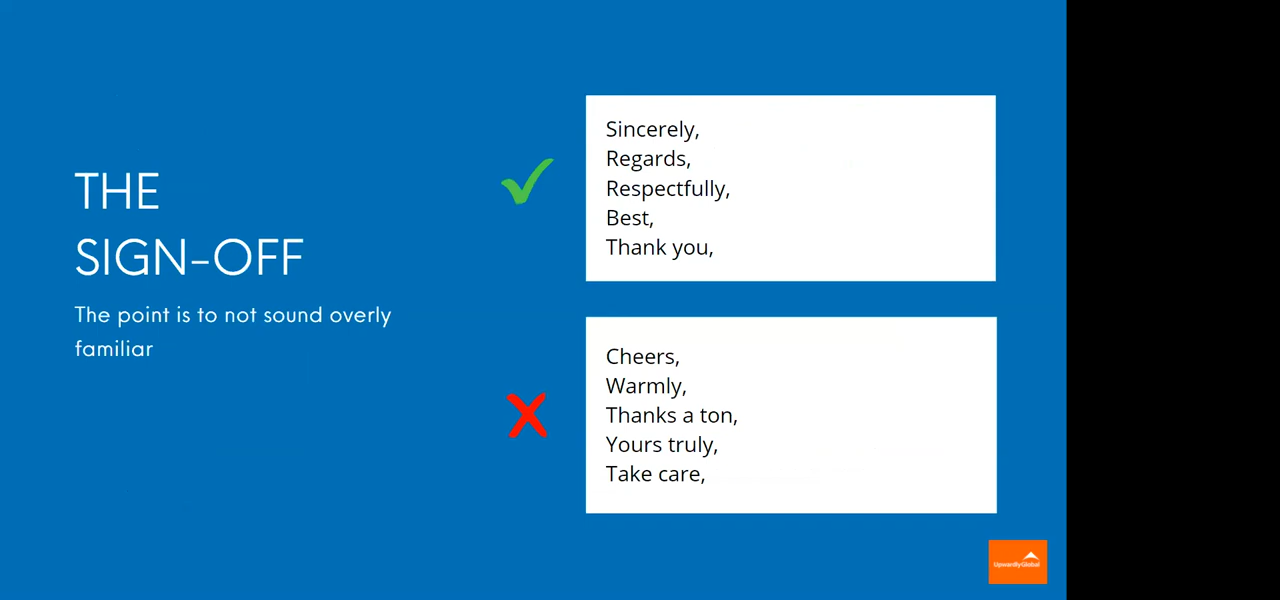 THE
SIGN-OFF
The point is to not sound overly
familiar
Sincerely,
Regards,
Respectfully,
Best,
Thank you,
Cheers,
Warmly,
Thanks a ton,
Yours truly,
Take care,
UpwardlyGlobal